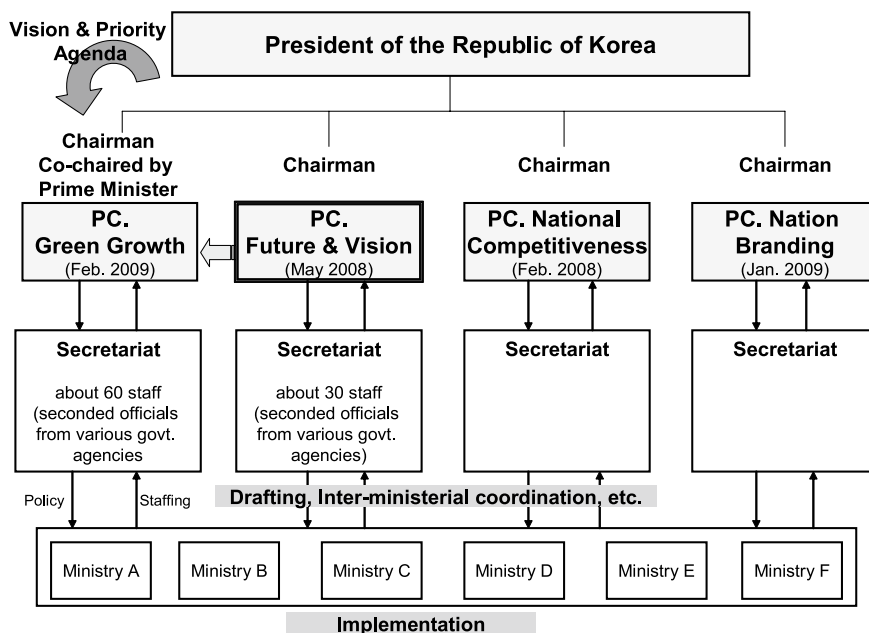 Vision & Priority
Agenda
President of the Republic of Korea
Chairman
Co-chaired by
Prime Minister
Chairman
Chairman
Chairman
PC.
Green Growth
(Feb. 2009)
PC.
Future & Vision
(May 2008)
PC. National
Competitiveness
(Feb. 2008)
PC. Nation
Branding
(Jan. 2009)
Secretariat
about 60 staff
(seconded officials
from various govt.
agencies
Secretariat
about 30 staff
(seconded officials
from various govt.
agencies)
Secretariat
Secretariat
Policy
Staffing
Drafting, Inter-ministerial coordination, etc.
Ministry A
Ministry B
Ministry C
Ministry D
Ministry E
Ministry F
Implementation